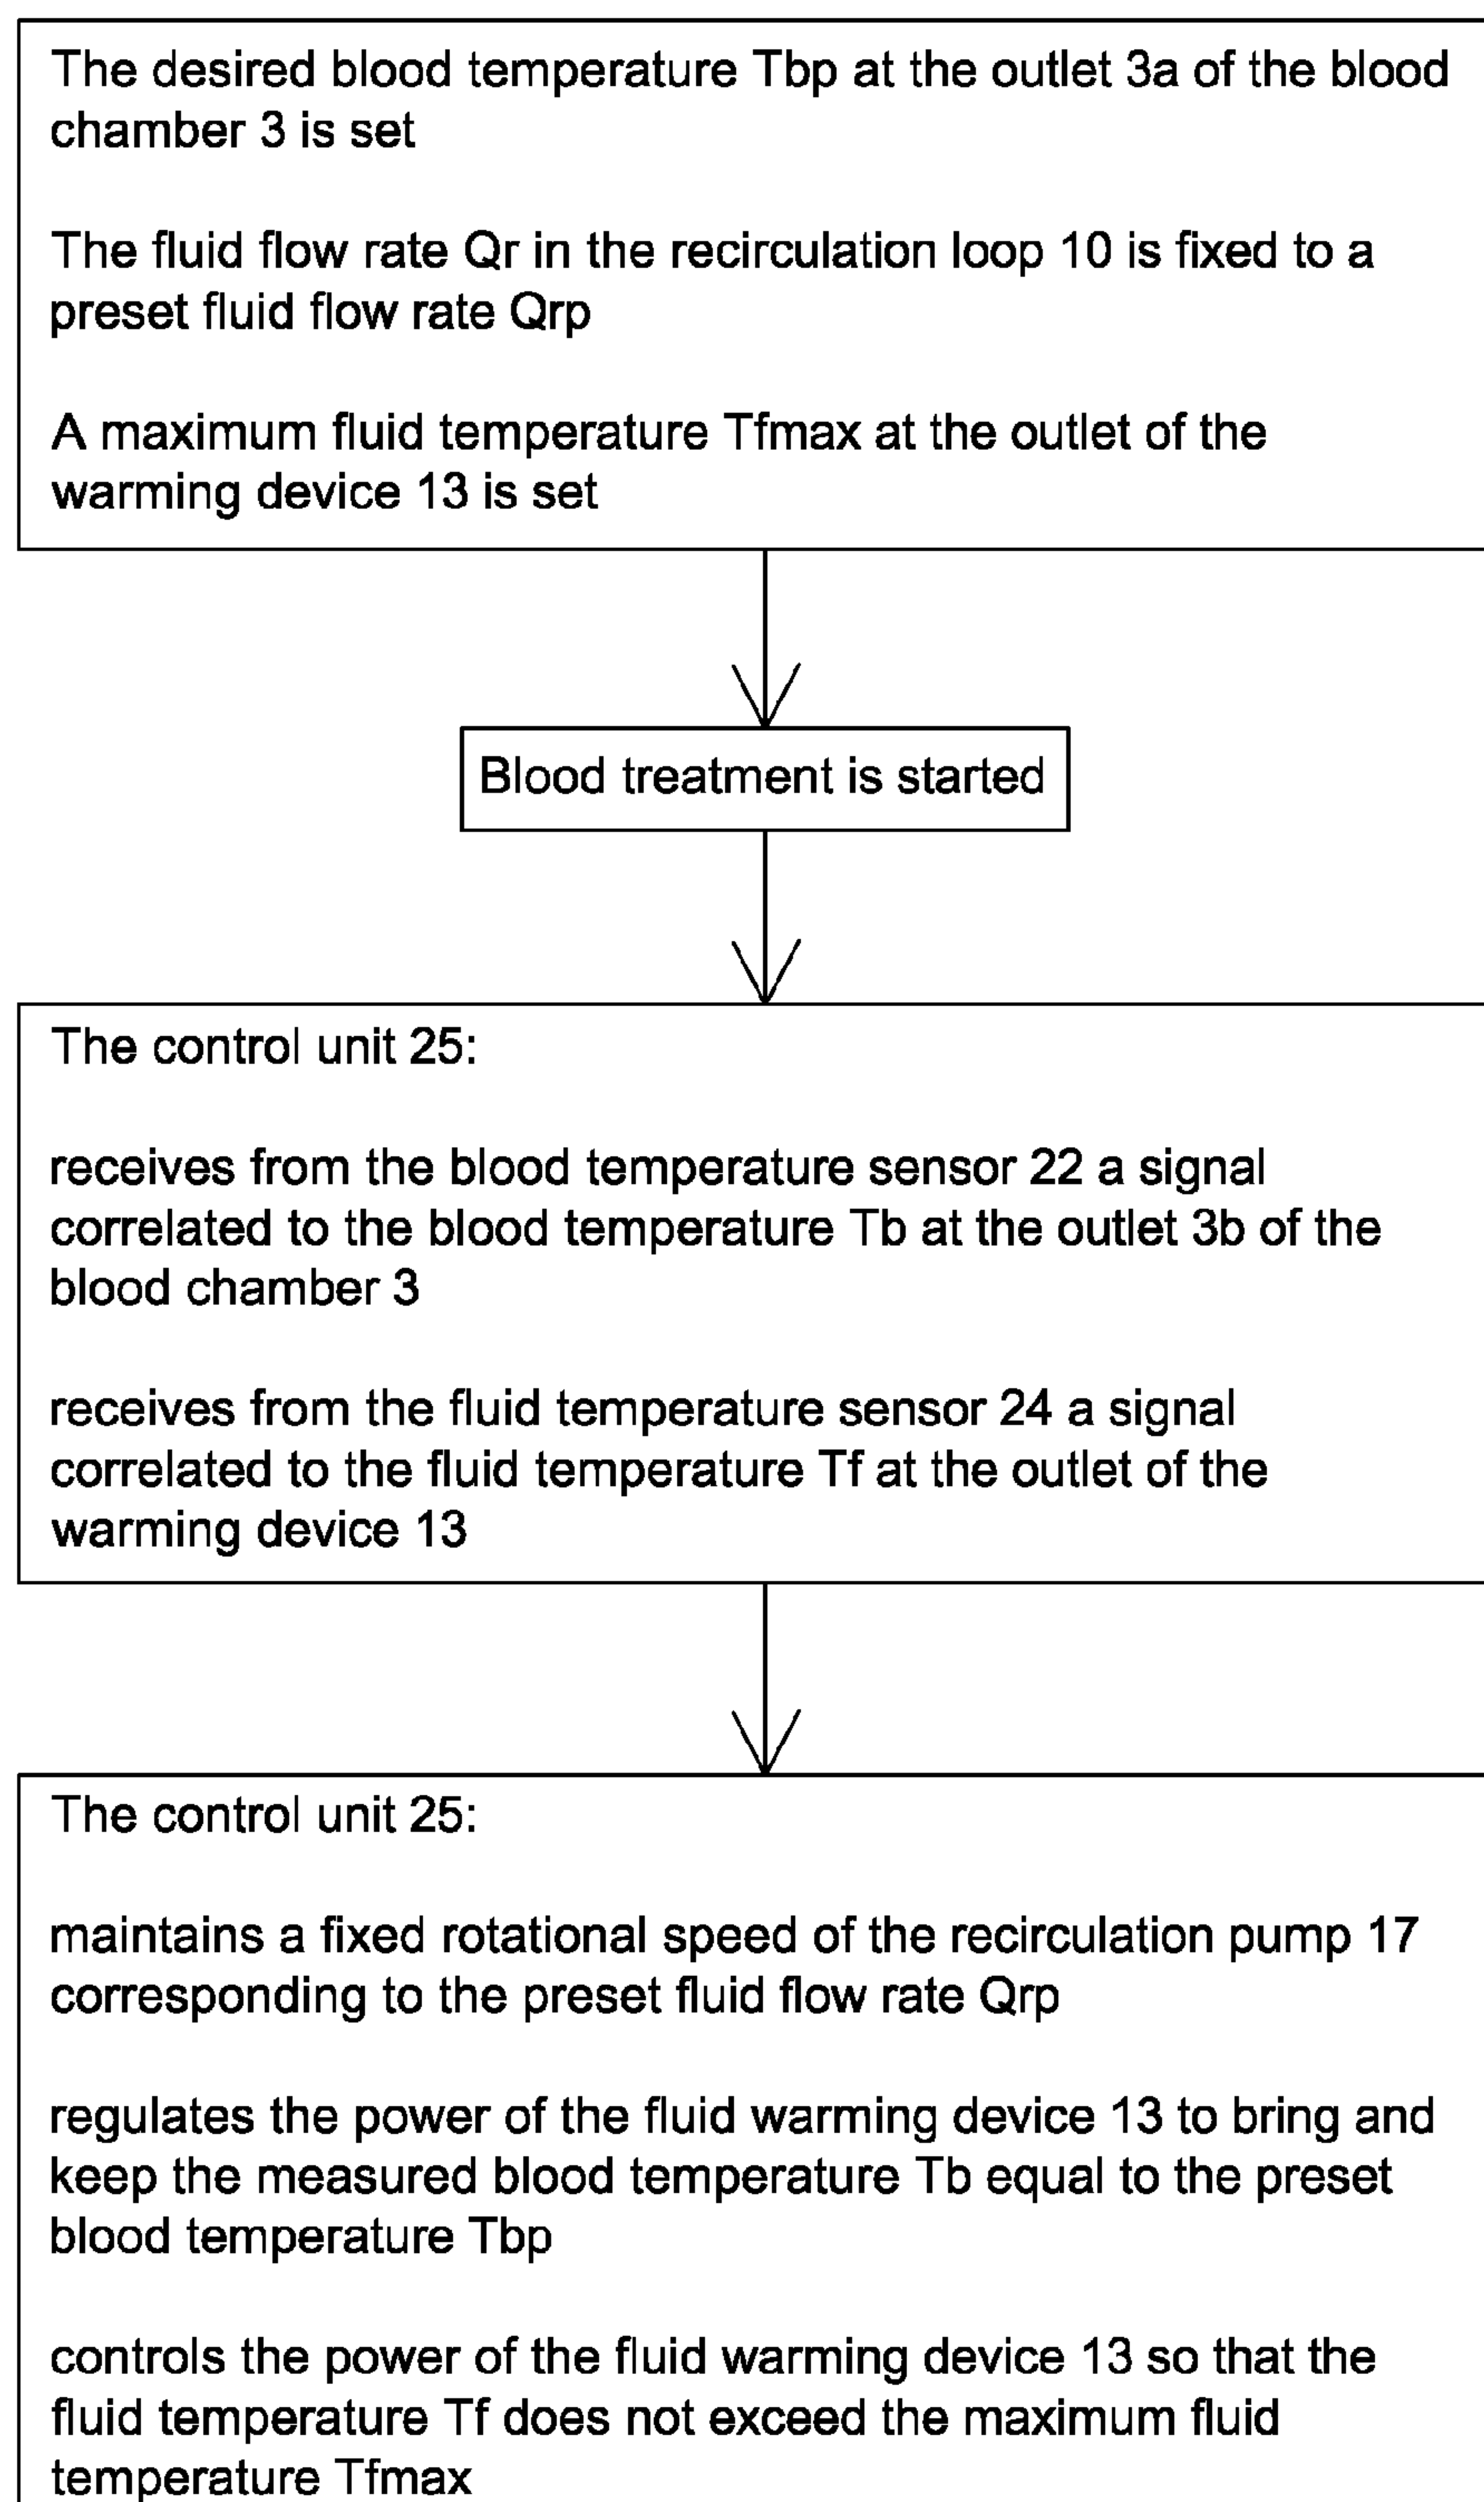 The desired blood temperature Tbp at the outlet 3a of the blood
chamber 3 is set
The fluid flow rate Qr in the recirculation loop 10 is fixed to a
preset fluid flow rate Qrp
A maximum fluid temperature Tfmax at the outlet of the
warming device 13 is set
Blood treatment is started
The control unit 25:
receives from the blood temperature sensor 22 a signal
correlated to the blood temperature Tb at the outlet 3b of the
blood chamber 3
receives from the fluid temperature sensor 24 a signal
correlated to the fluid temperature Tf at the outlet of the
warming device 13
The control unit 25:
maintains a fixed rotational speed of the recirculation pump 17
corresponding to the preset fluid flow rate Qrp
regulates the power of the fluid warming device 13 to bring and
keep the measured blood temperature Tb equal to the preset
blood temperature Tbp
controls the power of the fluid warming device 13 so that the
fluid temperature Tf does not exceed the maximum fluid
temperature Tfmax